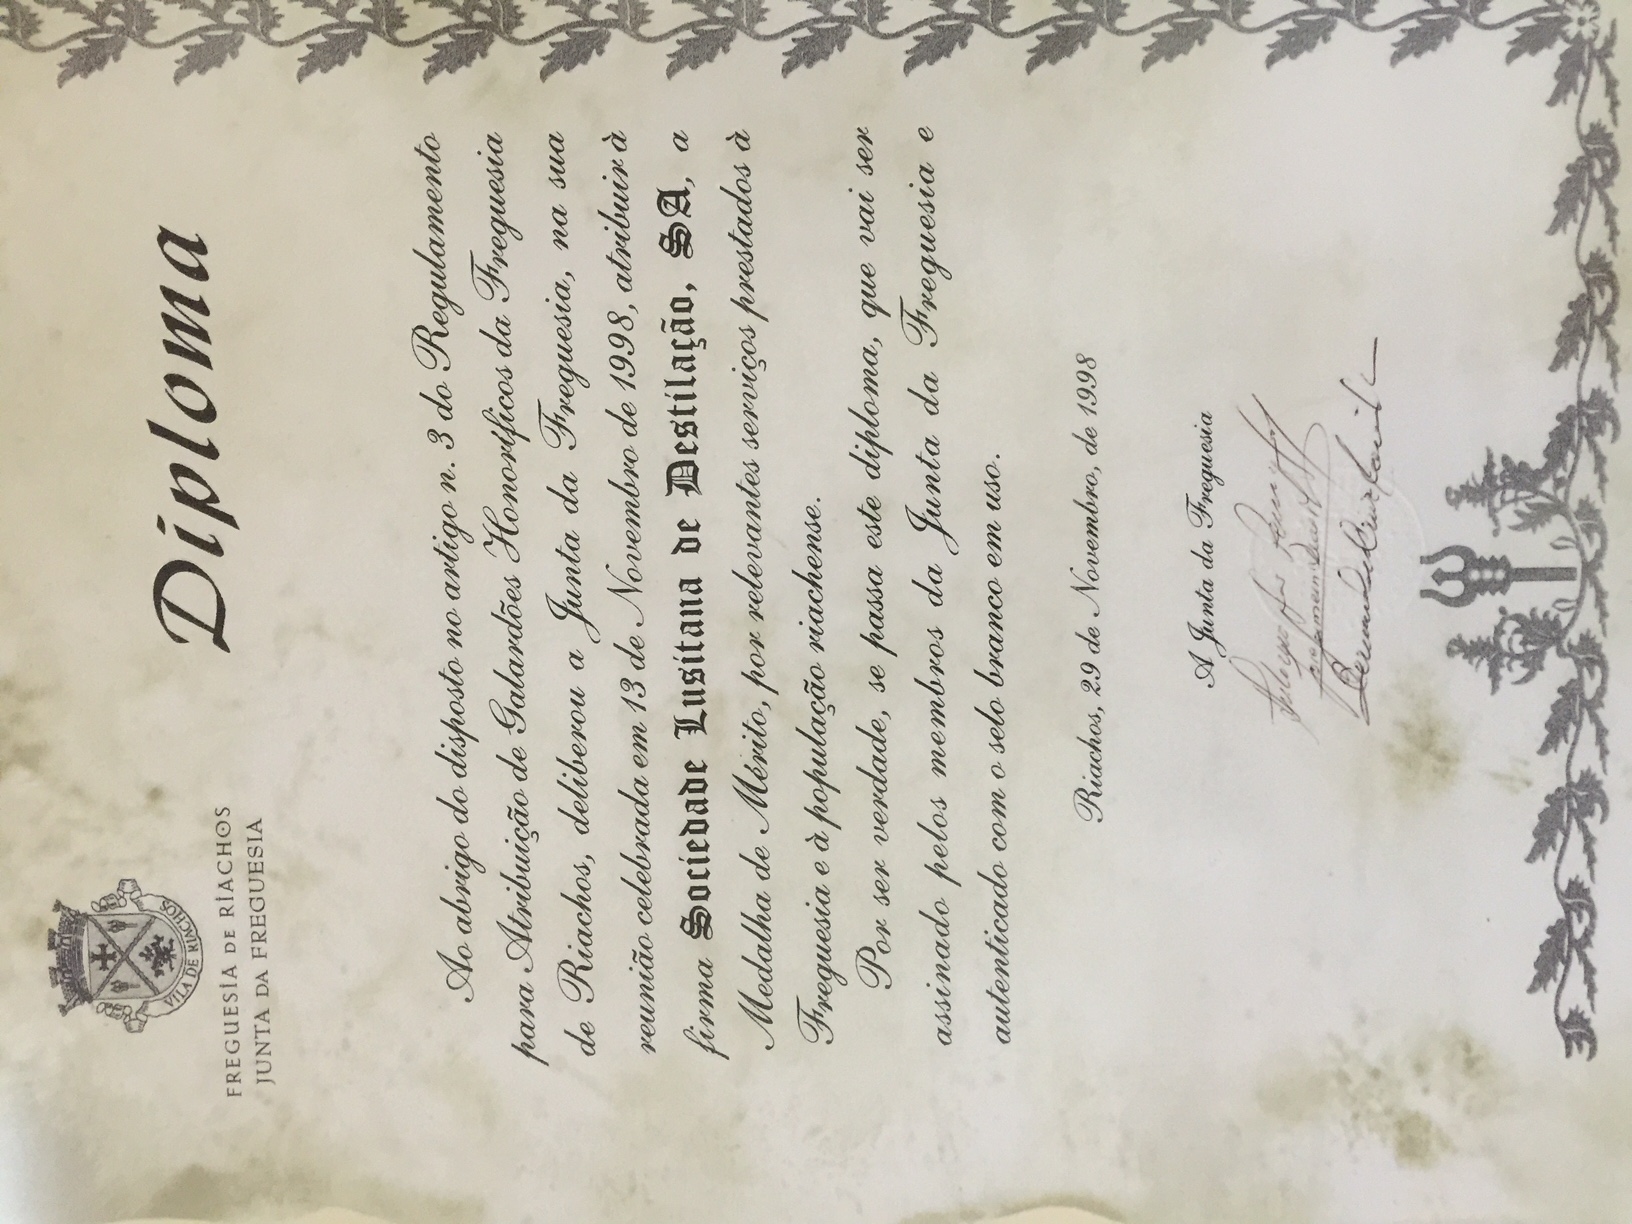 VILA DE RIACHOS
FREGUESIA DE RIACHOS
JUNTA DA FREGUESIA
Diploma
Ao abrigo do disposto no artigo n. 3 do Regulamento
para Atribuição de Galardões Honoríficos da Freguesia
de Riachos, deliberou a Junta da Freguesia, na sua
reunião celebrada em 13 de Novembro de 1998, atribuir à
firma Sociedade Lusitana de Destilação, SA, a
Medalha de Mérito, por relevantes serviços prestados à
Freguesia e à população riachense.
Por ser verdade, se passa este diploma, que vai ser
assinado pelos membros da Junta da Freguesia e
autenticado com o selo branco em uso.
Riachos, 29 de Novembro, de 1998
A Junta da Freguesia